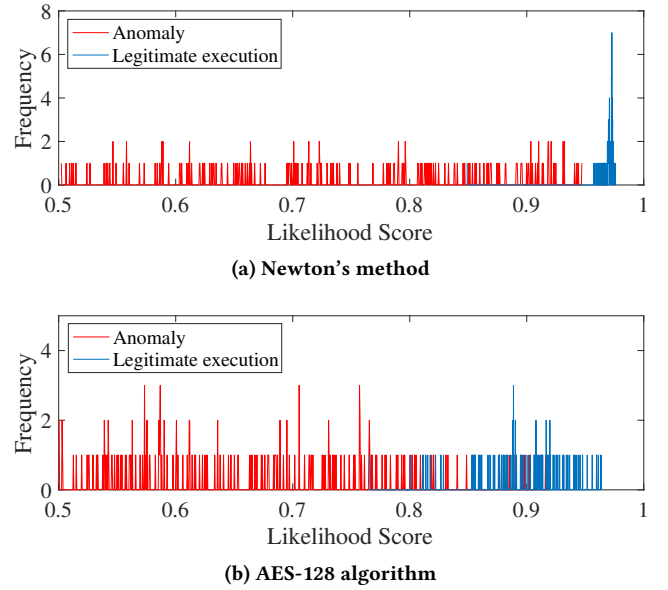 8
6
4
2
0
Frequency
Anomaly
Legitimate execution
0.5 0.6 0.7 0.8 0.9 1
Likelihood Score
(a) Newton's method
4
2
0
Frequency
Anomaly
Legitimate execution
0.5 0.6 0.7 0.8 0.9 1
Likelihood Score
(b) AES-128 algorithm